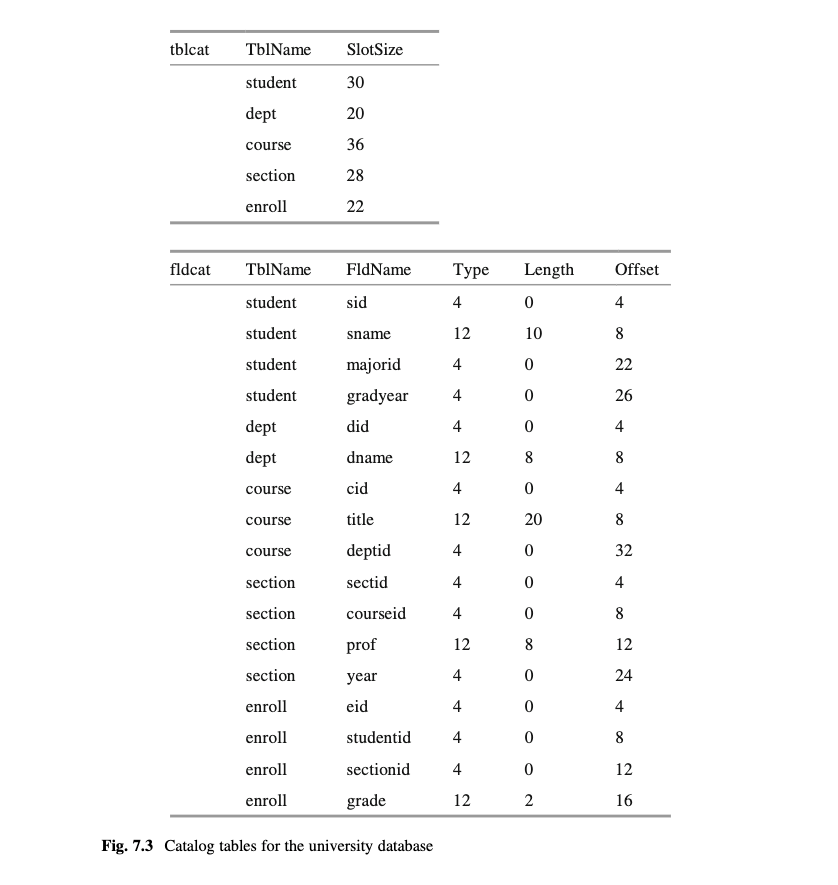 tblcat TblName SlotSize
student 30
dept 20
course 36
section 28
enroll 22
fldcat TblName FldName Type Length Offset
student sid 4 0 4
student sname 12 10 8
student majorid 4 0 22
student gradyear 4 0 26
dept did 4 0 4
dept dname 12 8 8
course cid 4 0 4
course title 12 20 8
course deptid 4 0 32
section sectid 4 0 4
section courseid 4 0 8
section prof 12 8 12
section year 4 0 24
enroll eid 4 0 4
enroll studentid 4 0 8
enroll sectionid 4 0 12
enroll grade 12 2 16
Fig. 7.3 Catalog tables for the university database